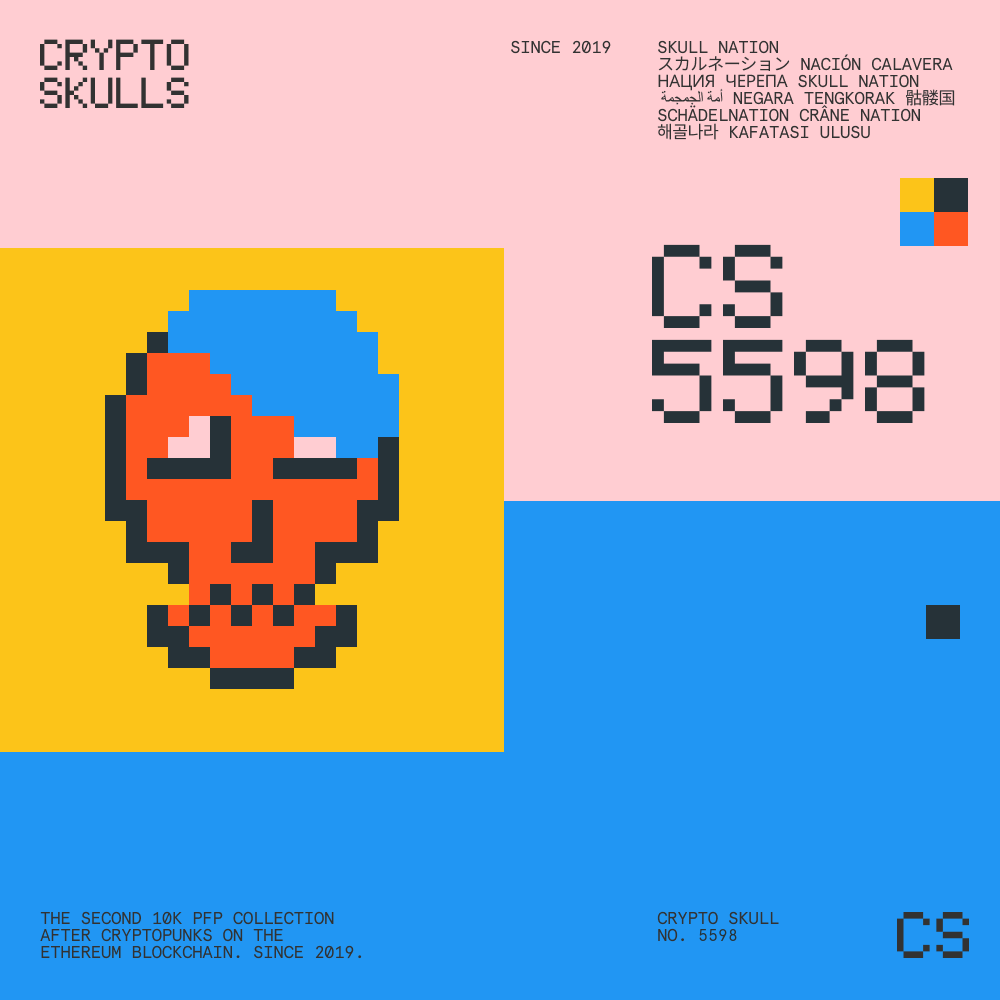 CRYPTO
SKULLS
SINCE 2019
SKULL NATION
スカルネーション NACIÓN CALAVERA
НАЦИЯ ЧЕРЕПА SKULL NATION
أمة الجمجمة NEGARA TENGKORAK 骷髅国
SCHÄDELNATION CRÂNE NATION
해골나라 KAFATASI ULUSU
CS
5598
THE SECOND 10K PFP COLLECTION
AFTER CRYPTOPUNKS ON THE
ETHEREUM BLOCKCHAIN. SINCE 2019.
CRYPTO SKULL
NO. 5598
CS